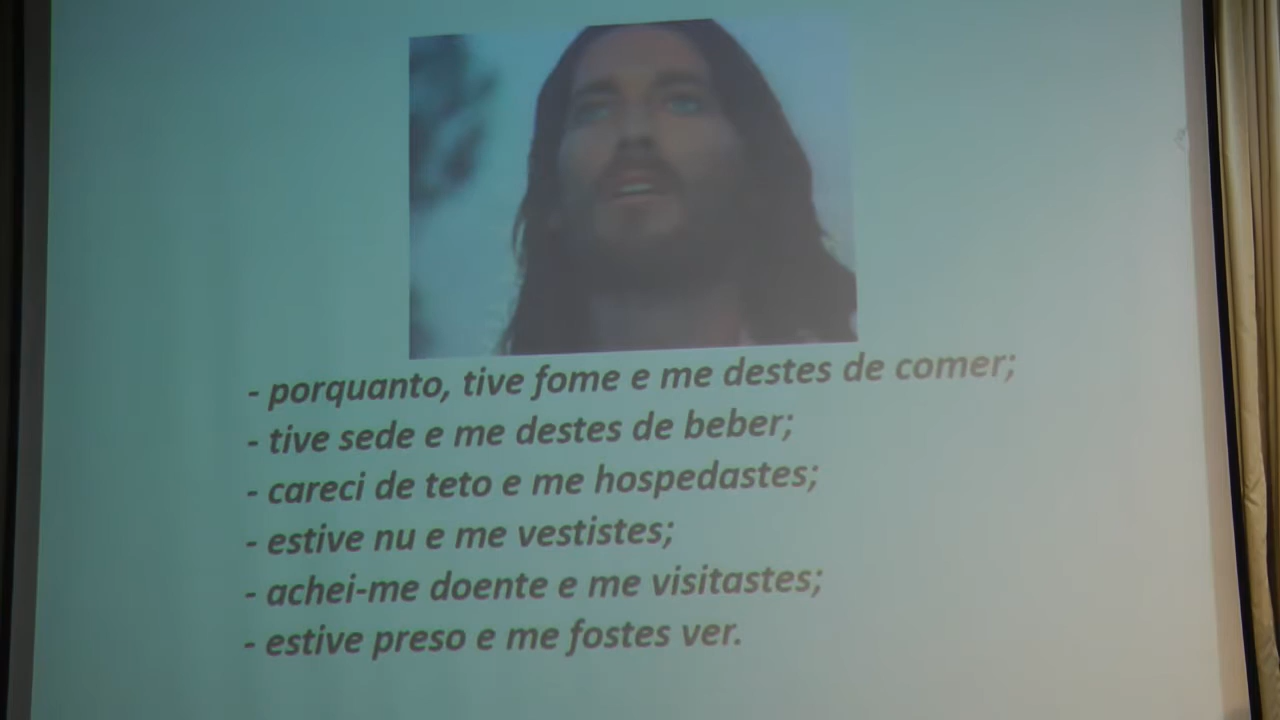 - porquanto, tive fome e me destes de comer;
- tive sede e me destes de beber;
- careci de teto e me hospedastes;
- estive nu e me vestistes;
- achei-me doente e me visitastes;
- estive preso e me fostes ver.